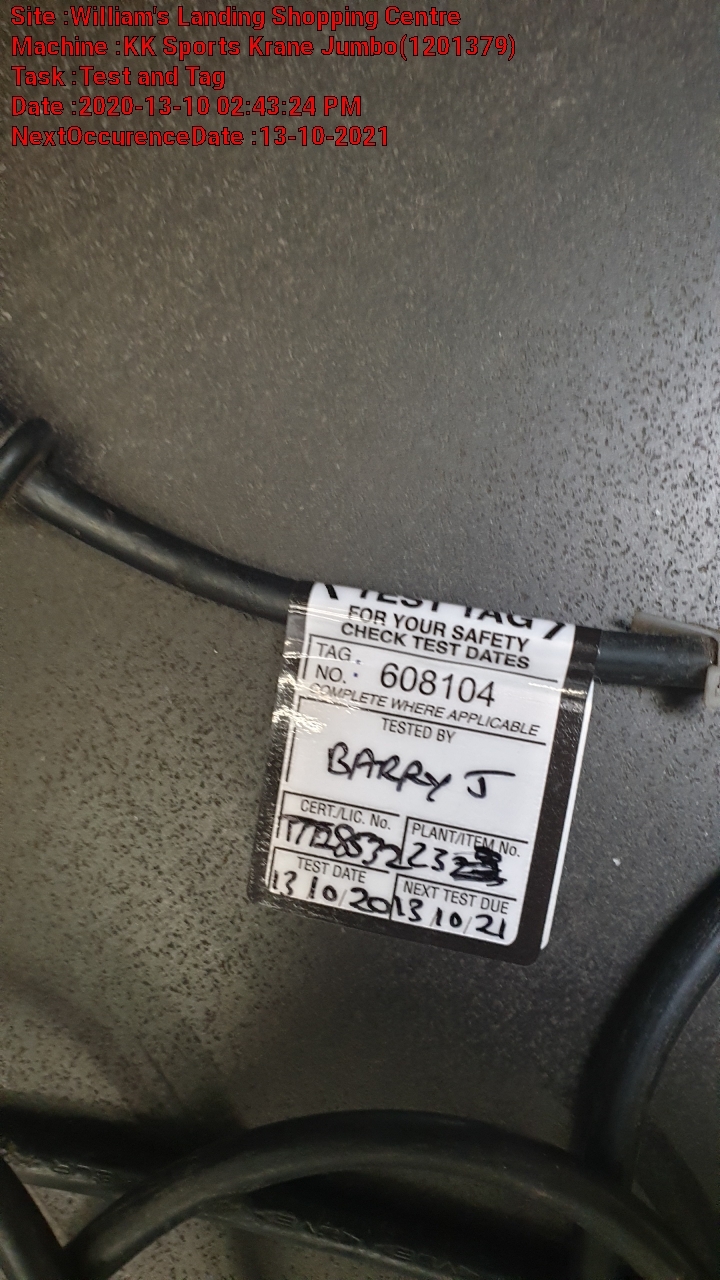 Site :William's Landing Shopping Centre
Machine :KK Sports Krane Jumbo(1201379)
Task :Test and Tag
Date :2020-13-10 02:43:24 PM
NextOccurenceDate :13-10-2021
TEST TAG
FOR YOUR SAFETY
CHECK TEST DATES
TAG
NO. 608104
COMPLETE WHERE APPLICABLE
TESTED BY
BARRY J
CERT./LIC. No.
PLANT/ITEM No.
23
TEST DATE
13/10/20
NEXT TEST DUE
13/10/21